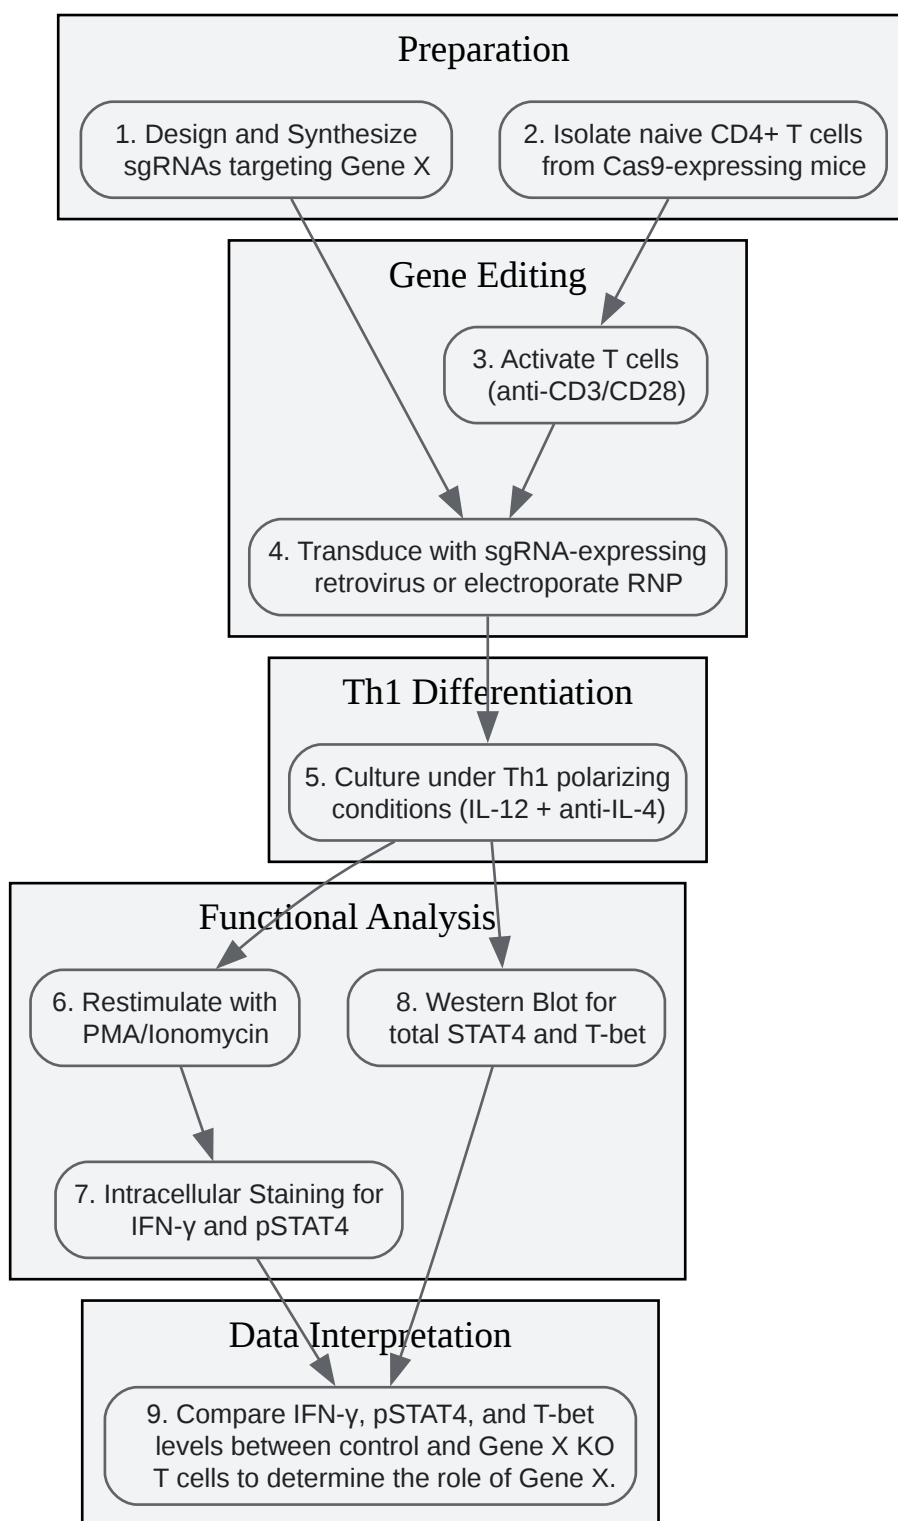 Preparation
1. Design and Synthesize
sgRNAs targeting Gene X
2. Isolate naive CD4+ T cells
from Cas9-expressing mice
Gene Editing
3. Activate T cells
(anti-CD3/CD28)
4. Transduce with sgRNA-expressing
retrovirus or electroporate RNP
Th1 Differentiation
5. Culture under Th1 polarizing
conditions (IL-12 + anti-IL-4)
Functional Analysis
6. Restimulate with
PMA/Ionomycin
8. Western Blot for
total STAT4 and T-bet
7. Intracellular Staining for
IFN-γ and pSTAT4
Data Interpretation
9. Compare IFN-γ, pSTAT4, and T-bet
levels between control and Gene X KO
T cells to determine the role of Gene X.